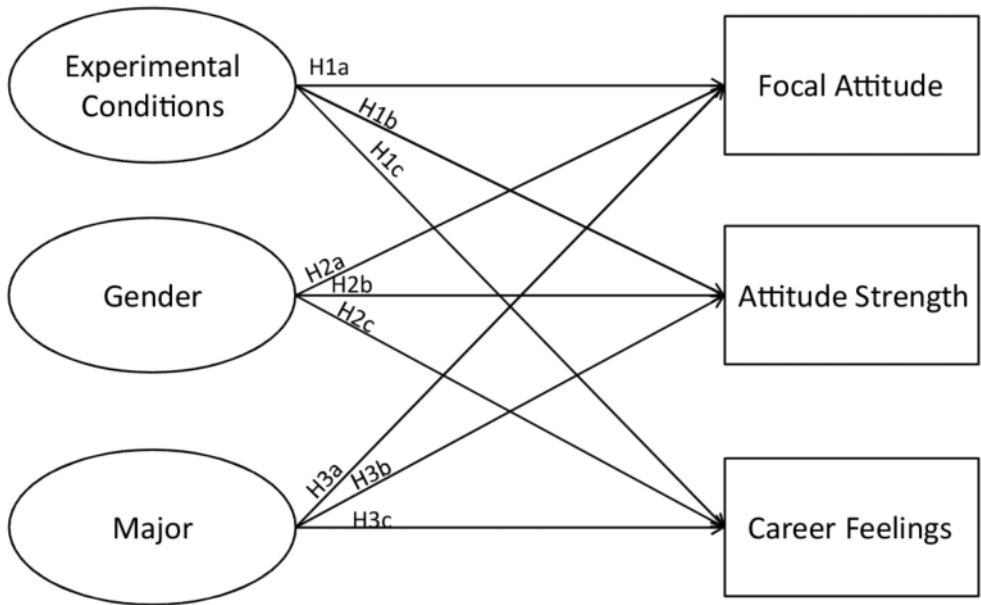 Experimental
Conditions
H1a
H1b
H1c
Focal Attitude
Gender
H2a
H2b
H2c
Attitude Strength
Major
H3a
H3b
H3c
Career Feelings